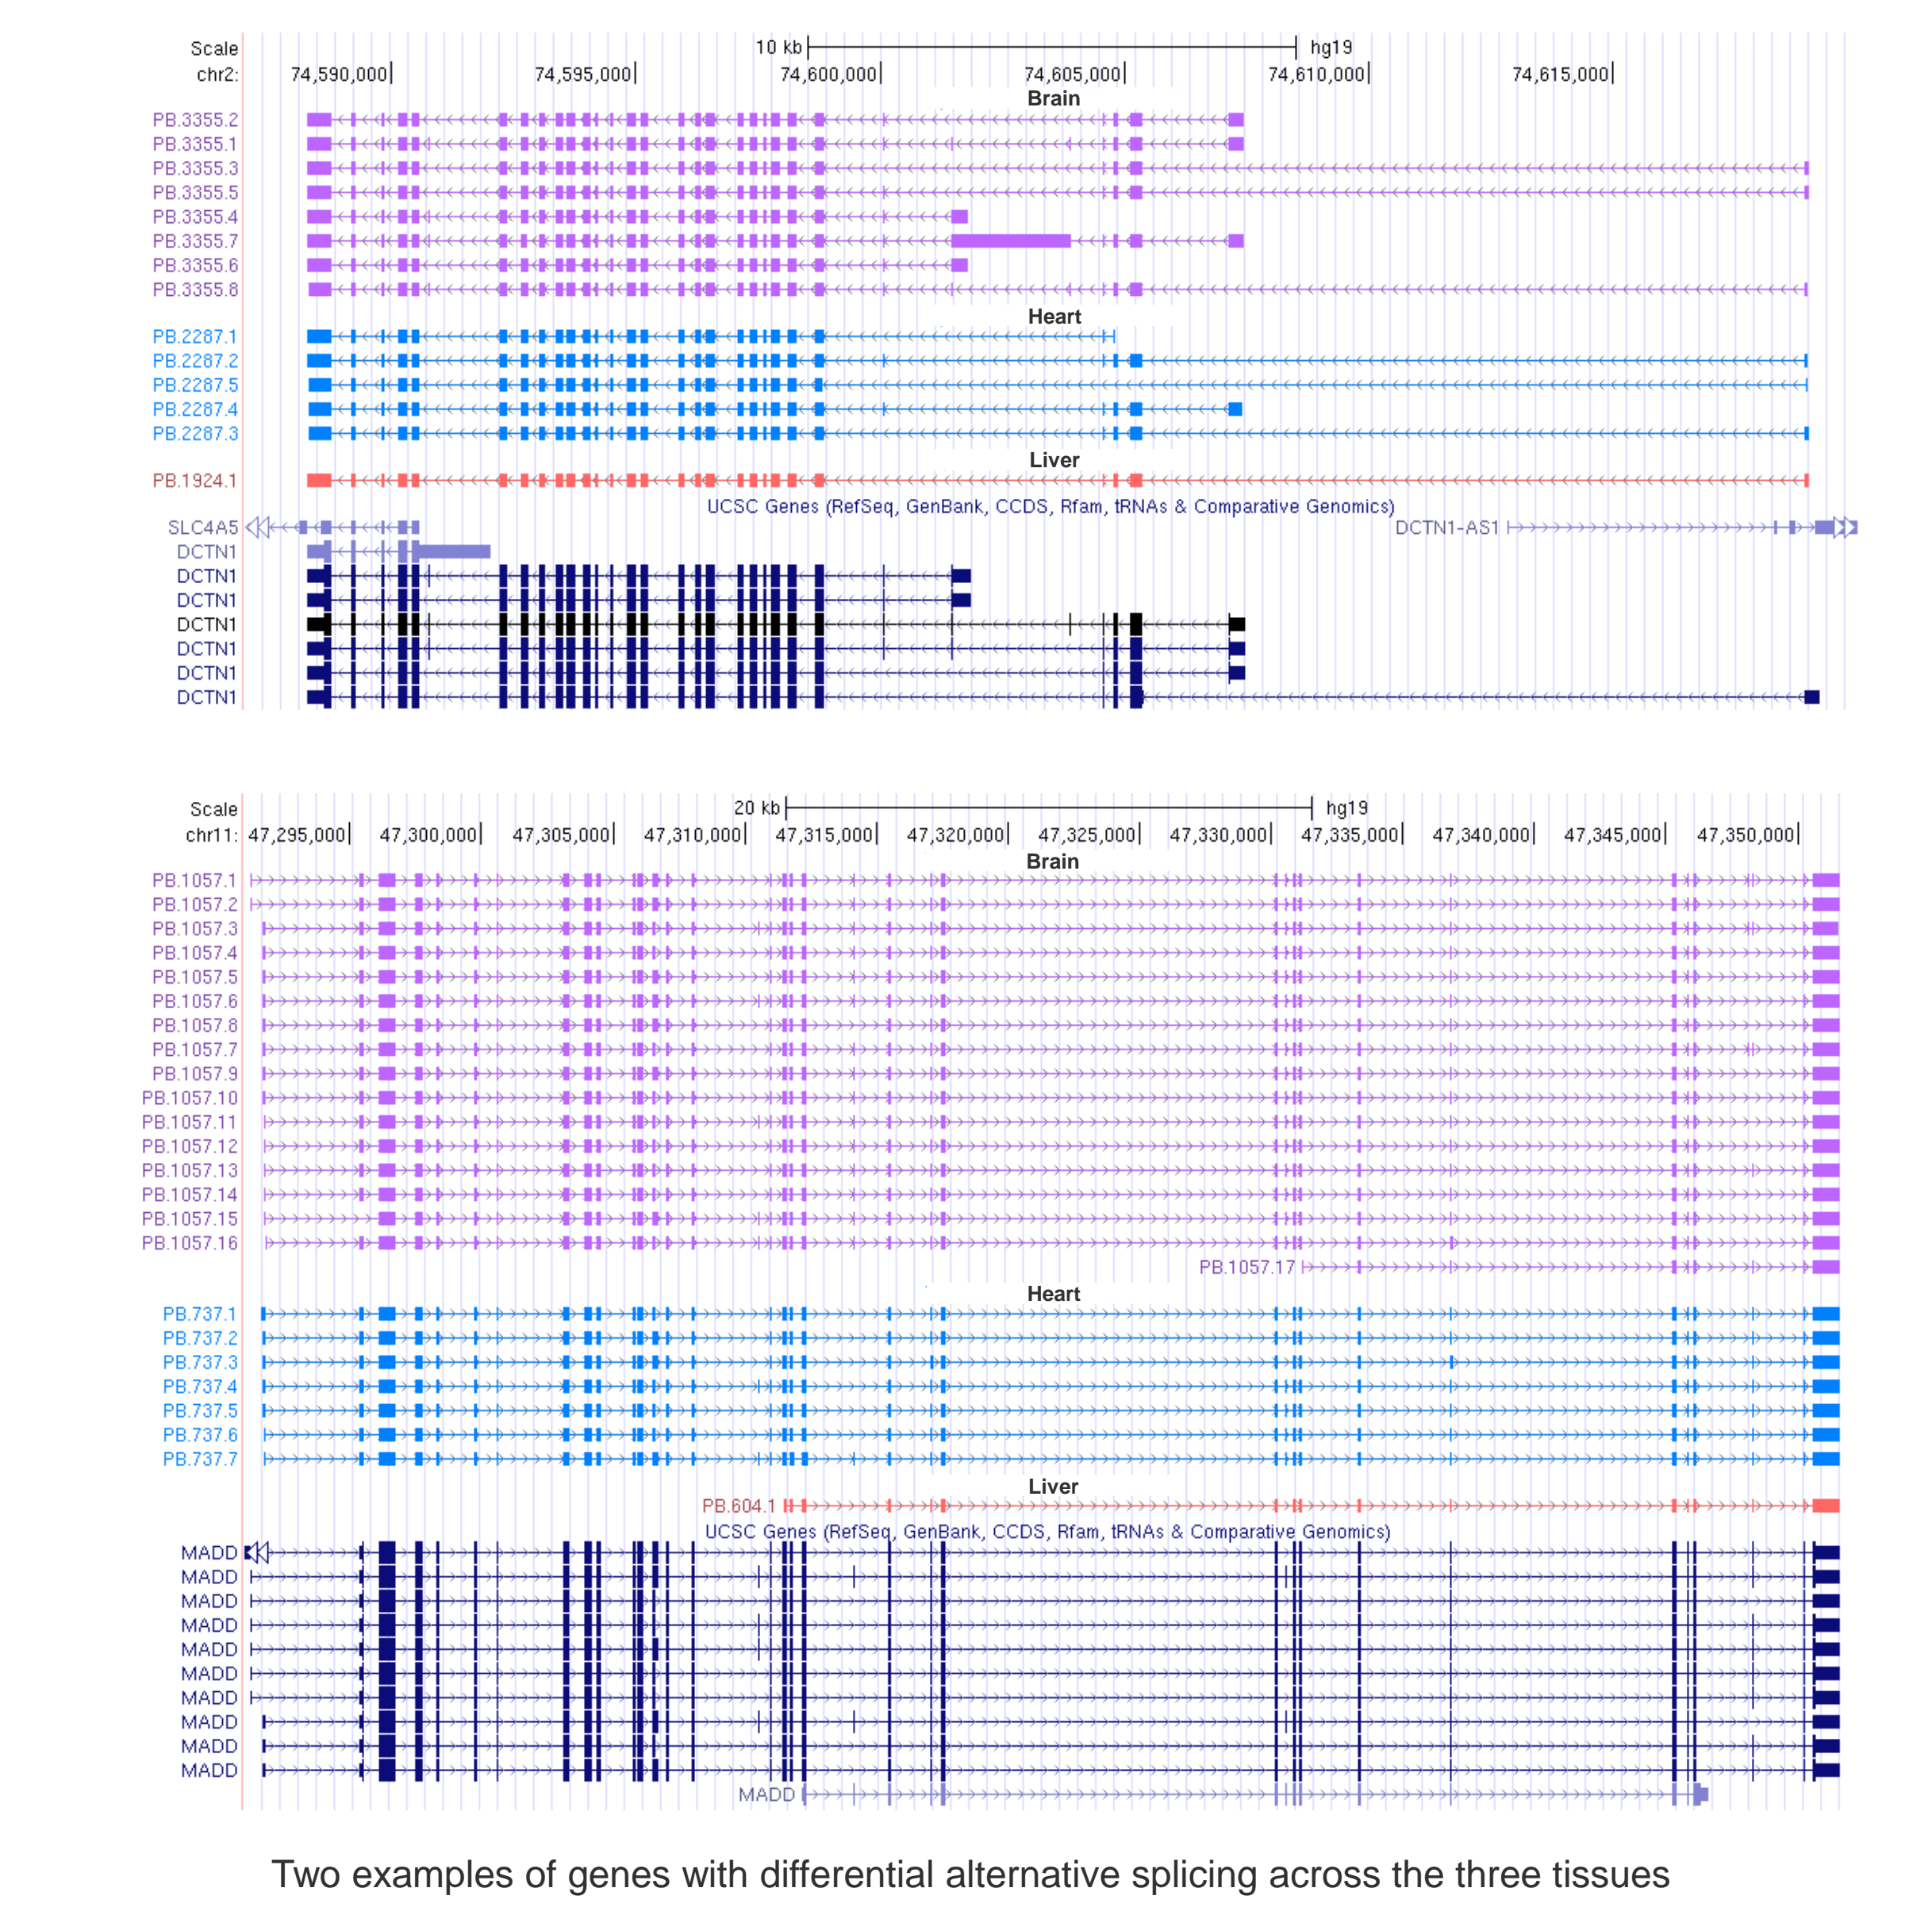 Scale 10 kb hg19
chr2: 74,590,000 74,595,000 74,600,000 74,605,000 74,610,000 74,615,000
Brain
PB.3355.2
PB.3355.1
PB.3355.3
PB.3355.5
PB.3355.4
PB.3355.7
PB.3355.6
PB.3355.8
Heart
PB.2287.1
PB.2287.2
PB.2287.5
PB.2287.4
PB.2287.3
Liver
PB.1924.1
UCSC Genes (RefSeq, GenBank, CCDS, Rfam, tRNAs & Comparative Genomics)
SLC4A5 DCTN1-AS1
DCTN1
DCTN1
DCTN1
DCTN1
DCTN1
DCTN1
DCTN1
Scale 20 kb hg19
chr11: 47,295,000 47,300,000 47,305,000 47,310,000 47,315,000 47,320,000 47,325,000 47,330,000 47,335,000 47,340,000 47,345,000 47,350,000
Brain
PB.1057.1
PB.1057.2
PB.1057.3
PB.1057.4
PB.1057.5
PB.1057.6
PB.1057.8
PB.1057.7
PB.1057.9
PB.1057.10
PB.1057.11
PB.1057.12
PB.1057.13
PB.1057.14
PB.1057.15
PB.1057.16
PB.1057.17
Heart
PB.737.1
PB.737.2
PB.737.3
PB.737.4
PB.737.5
PB.737.6
PB.737.7
Liver
PB.604.1
UCSC Genes (RefSeq, GenBank, CCDS, Rfam, tRNAs & Comparative Genomics)
MADD
MADD
MADD
MADD
MADD
MADD
MADD
MADD
MADD
MADD
MADD
Two examples of genes with differential alternative splicing across the three tissues